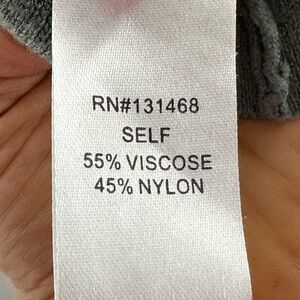 RN#131468
SELF
55% VISCOSE
45% NYLON